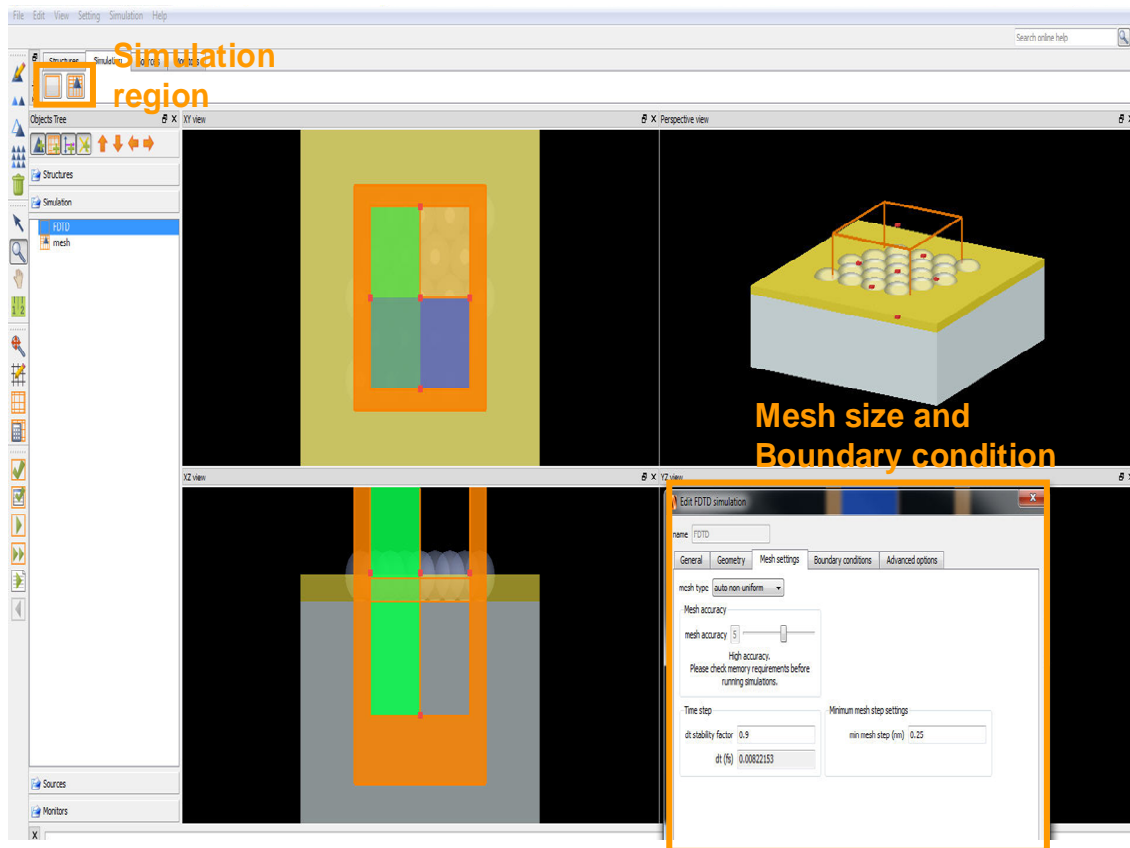 File Edit View Setting Simulation Help
Search online help
Structures Simulation Sources Monitors
Simulation
region
Objects Tree
XY view
Perspective view
Structures
Simulation
FDTD
mesh
Mesh size and
Boundary condition
XZ view
YZ view
Edit FDTD simulation
name FDTD
General Geometry Mesh settings Boundary conditions Advanced options
mesh type auto non uniform
Mesh accuracy
mesh accuracy 5
High accuracy.
Please check memory requirements before
running simulations.
Time step
Minimum mesh step settings
dt stability factor 0.9
min mesh step (nm) 0.25
dt (fs) 0.00822153
Sources
Monitors